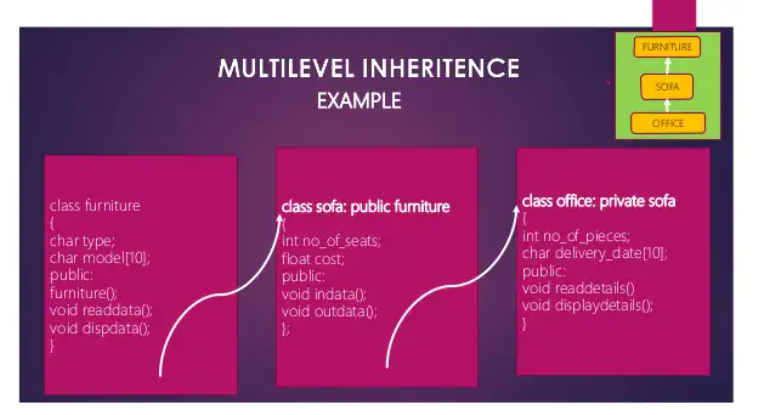 MULTILEVEL INHERITENCE
EXAMPLE
FURNITURE
SOFA
OFFICE
class furniture
{
char type;
char model[10];
public:
furniture();
void readdata();
void dispdata();
}
class sofa: public furniture
{
int no_of_seats;
float cost;
public:
void indata();
void outdata();
};
class office: private sofa
{
int no_of_pieces;
char delivery_date[10];
public:
void readdetails()
void displaydetails();
}